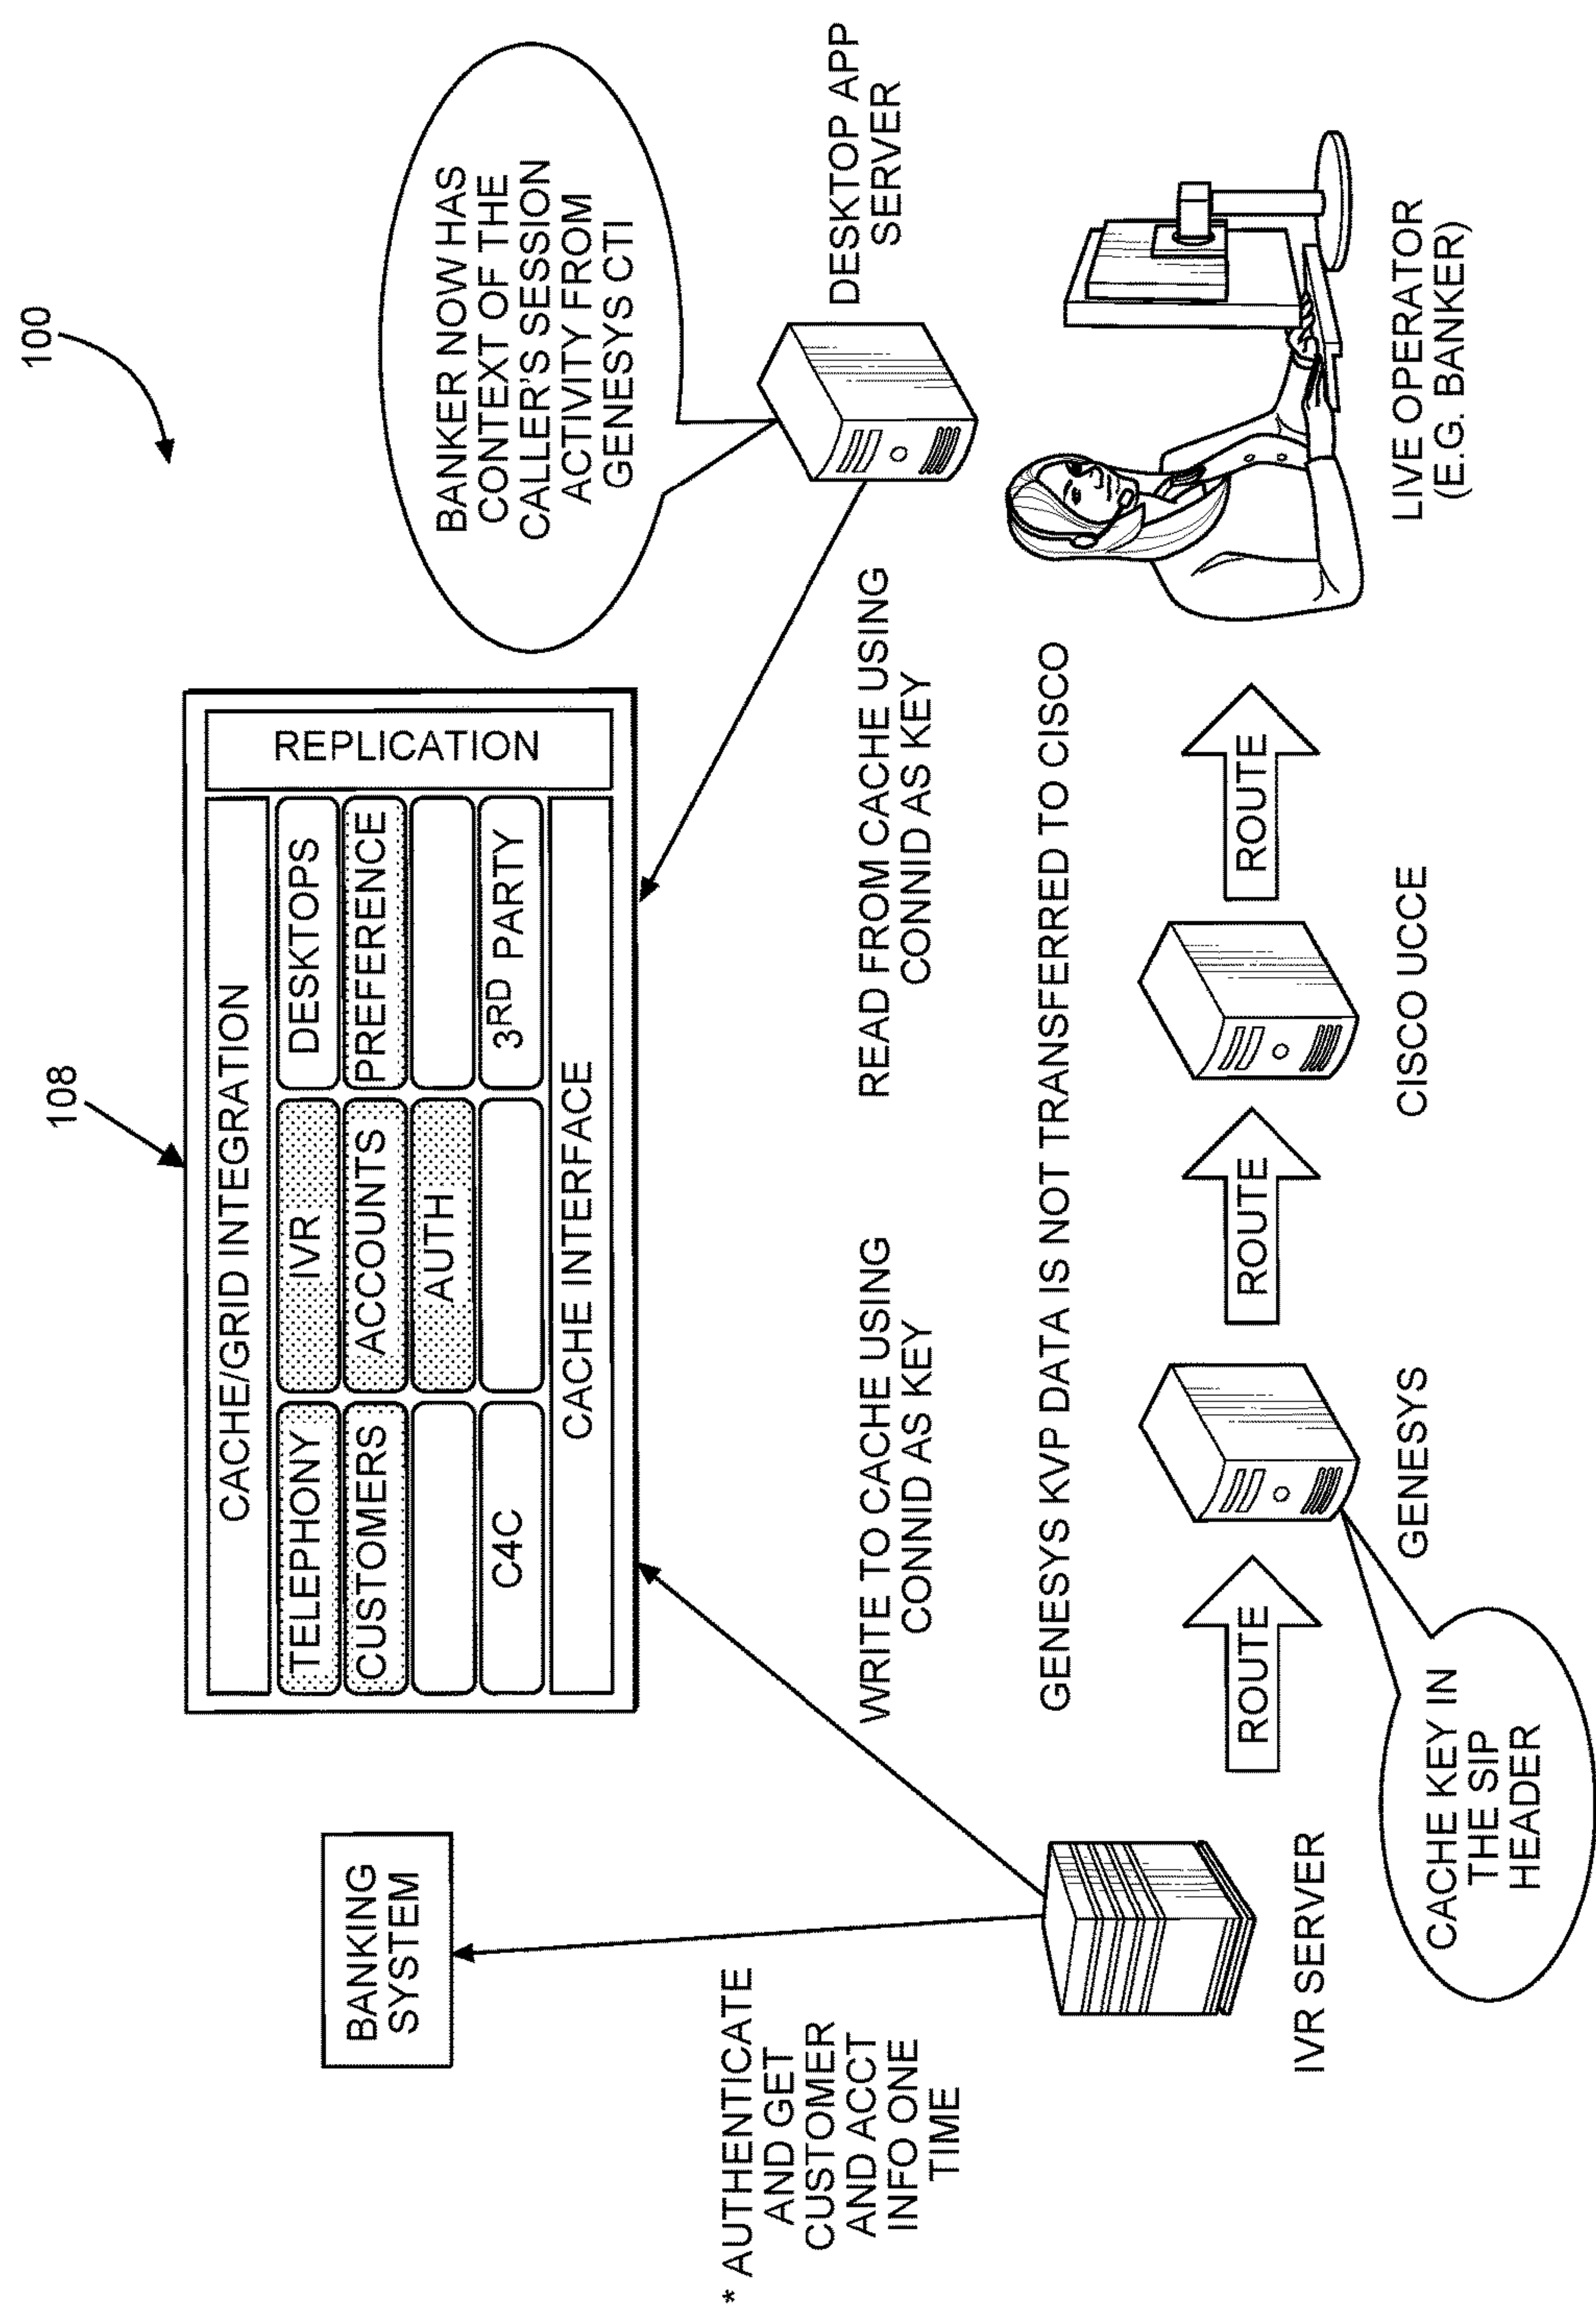 100
108
BANKING
SYSTEM
CACHE/GRID INTEGRATION
REPLICATION
TELEPHONY
IVR
DESKTOPS
CUSTOMERS
ACCOUNTS
PREFERENCE
AUTH
C4C
3RD PARTY
CACHE INTERFACE
BANKER NOW HAS
CONTEXT OF THE
CALLER'S SESSION
ACTIVITY FROM
GENESYS CTI
DESKTOP APP
SERVER
* AUTHENTICATE
AND GET
CUSTOMER
AND ACCT
INFO ONE
TIME
WRITE TO CACHE USING
CONNID AS KEY
READ FROM CACHE USING
CONNID AS KEY
GENESYS KVP DATA IS NOT TRANSFERRED TO CISCO
IVR SERVER
ROUTE
GENESYS
ROUTE
CISCO UCCE
ROUTE
LIVE OPERATOR
(E.G. BANKER)
CACHE KEY IN
THE SIP
HEADER